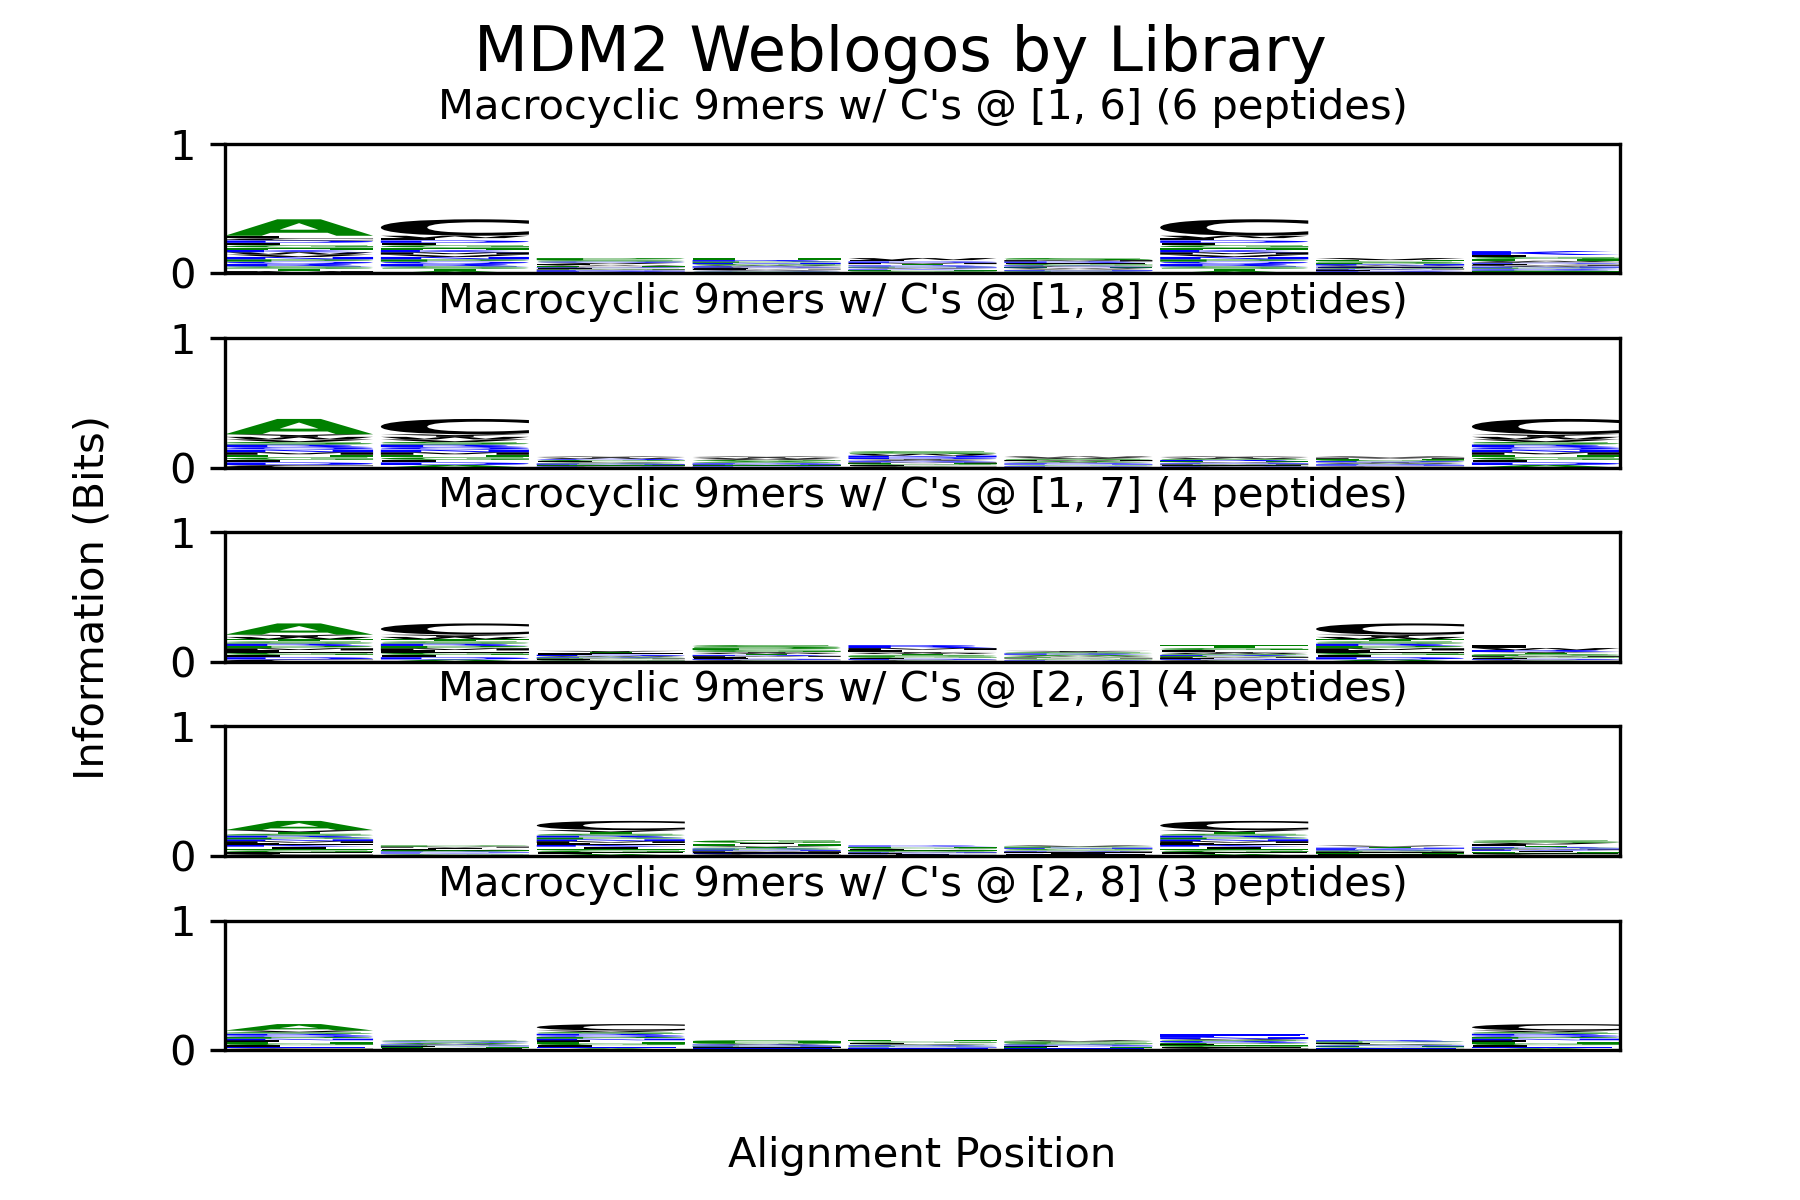 MDM2 Weblogos by Library
Macrocyclic 9mers w/ C's @ [1, 6] (6 peptides)
1
A C C
0
Macrocyclic 9mers w/ C's @ [1, 8] (5 peptides)
1
A C C
0
Macrocyclic 9mers w/ C's @ [1, 7] (4 peptides)
1
A C C
0
Macrocyclic 9mers w/ C's @ [2, 6] (4 peptides)
1
A C C
0
Macrocyclic 9mers w/ C's @ [2, 8] (3 peptides)
1
A C C
0
Information (Bits)
Alignment Position